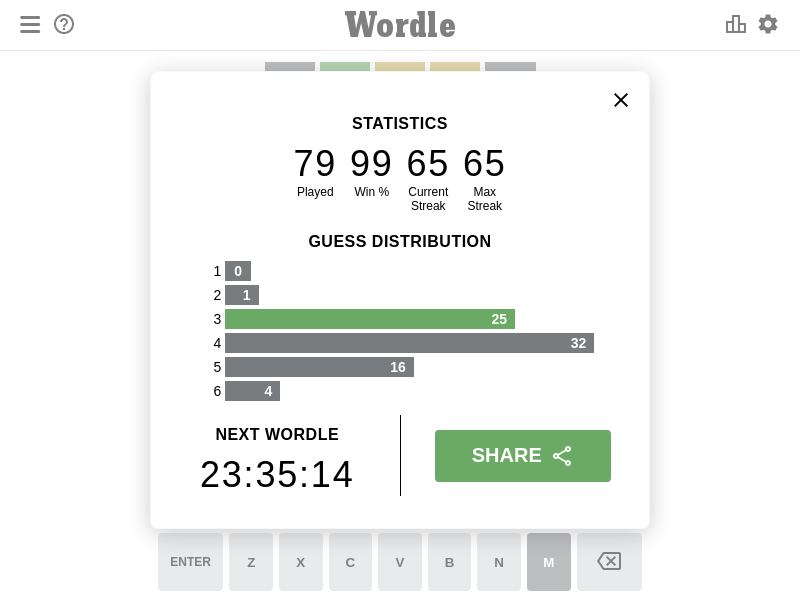 Wordle
STATISTICS
79 99 65 65
Played Win % Current Streak Max Streak
GUESS DISTRIBUTION
1 0
2 1
3 25
4 32
5 16
6 4
NEXT WORDLE
23:35:14
SHARE
ENTER Z X C V B N M